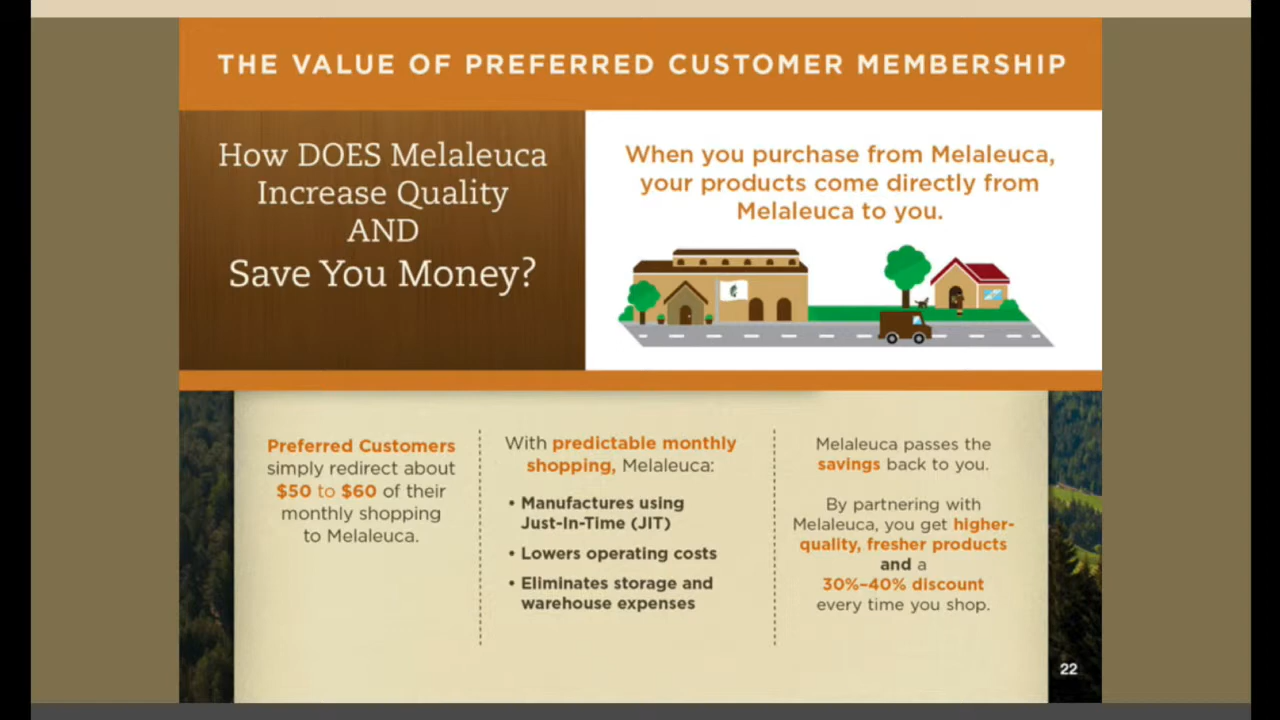 THE VALUE OF PREFERRED CUSTOMER MEMBERSHIP
How DOES Melaleuca
Increase Quality
AND
Save You Money?
When you purchase from Melaleuca,
your products come directly from
Melaleuca to you.
Preferred Customers
simply redirect about
$50 to $60 of their
monthly shopping
to Melaleuca.
With predictable monthly
shopping, Melaleuca:
• Manufactures using
Just-In-Time (JIT)
• Lowers operating costs
• Eliminates storage and
warehouse expenses
Melaleuca passes the
savings back to you.
By partnering with
Melaleuca, you get higher-
quality, fresher products
and a
30%–40% discount
every time you shop.
22